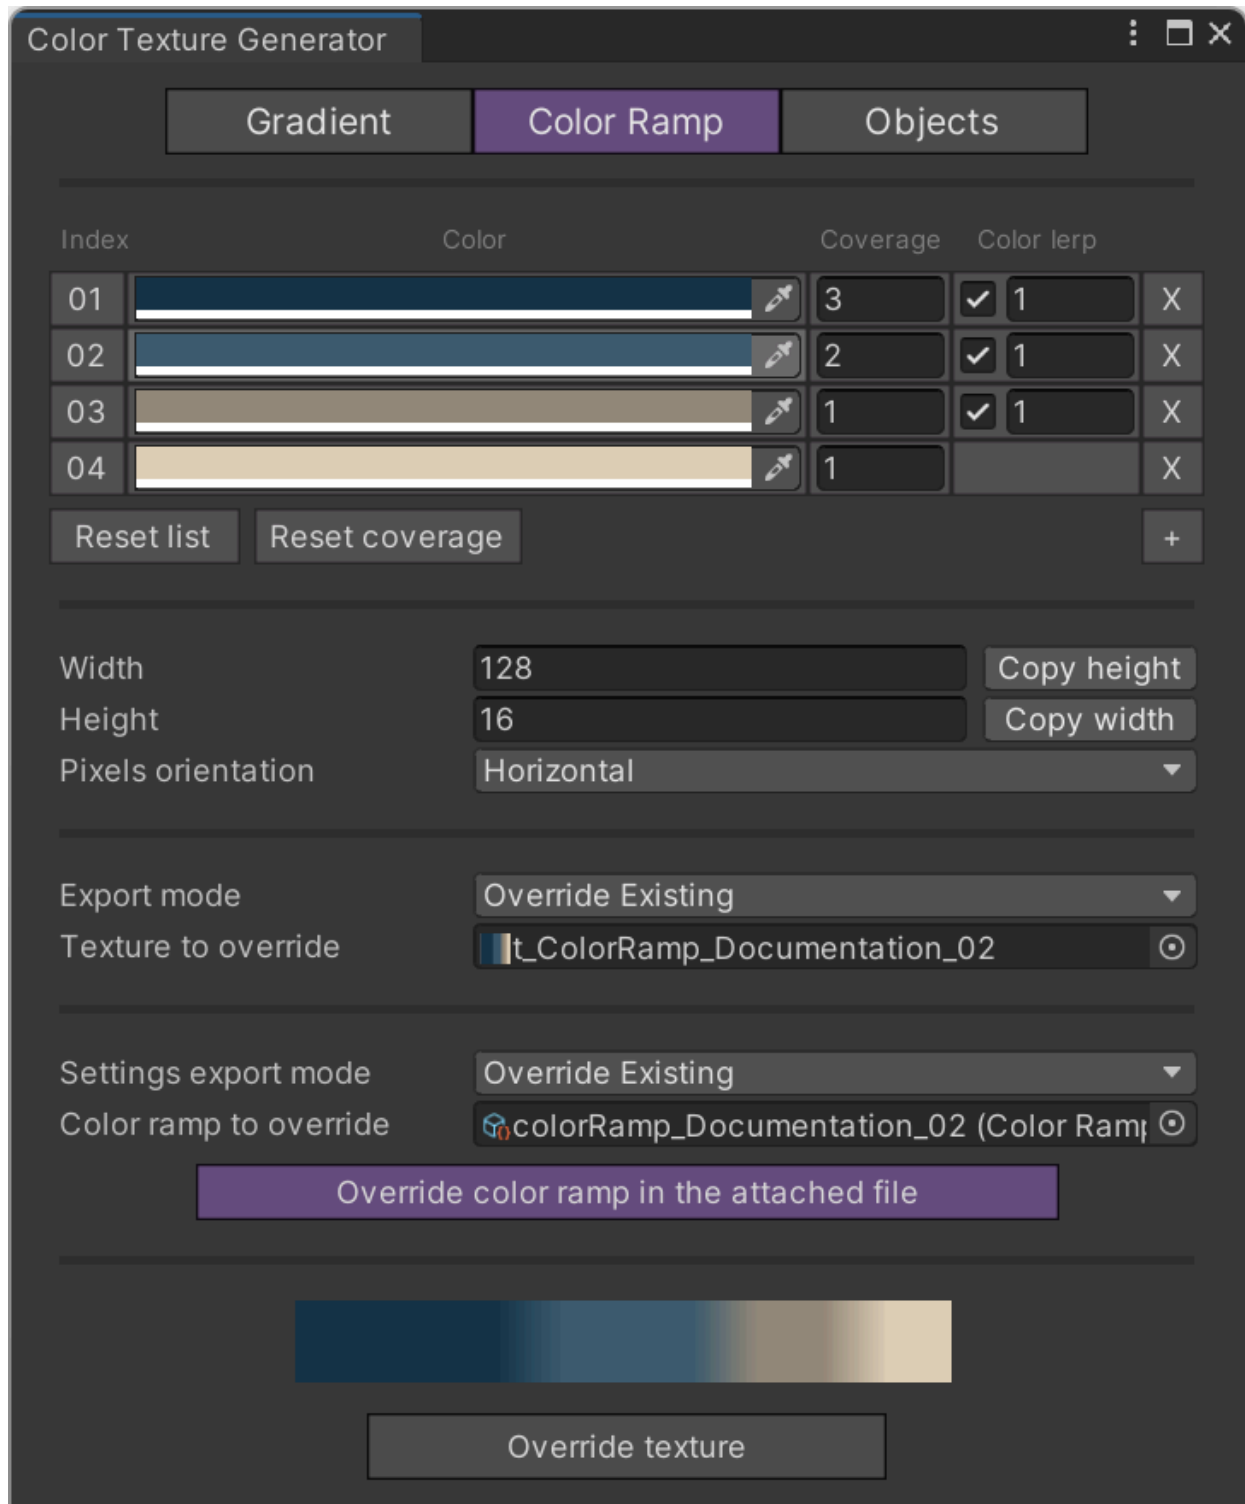 Color Texture Generator
Gradient Color Ramp Objects
Index Color Coverage Color lerp
01 3 1 X
02 2 1 X
03 1 1 X
04 1 X
Reset list Reset coverage +
Width 128 Copy height
Height 16 Copy width
Pixels orientation Horizontal
Export mode Override Existing
Texture to override t_ColorRamp_Documentation_02
Settings export mode Override Existing
Color ramp to override colorRamp_Documentation_02 (Color Ram
Override color ramp in the attached file
Override texture